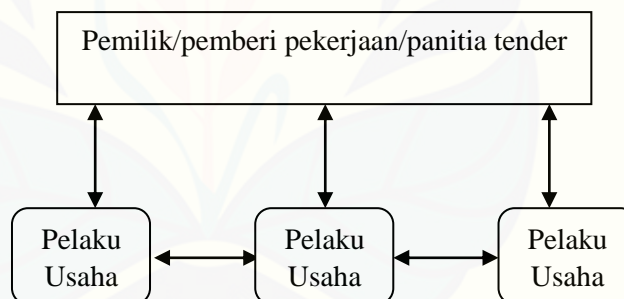 Pemilik/pemberi pekerjaan/panitia tender
Pelaku
Usaha
Pelaku
Usaha
Pelaku
Usaha